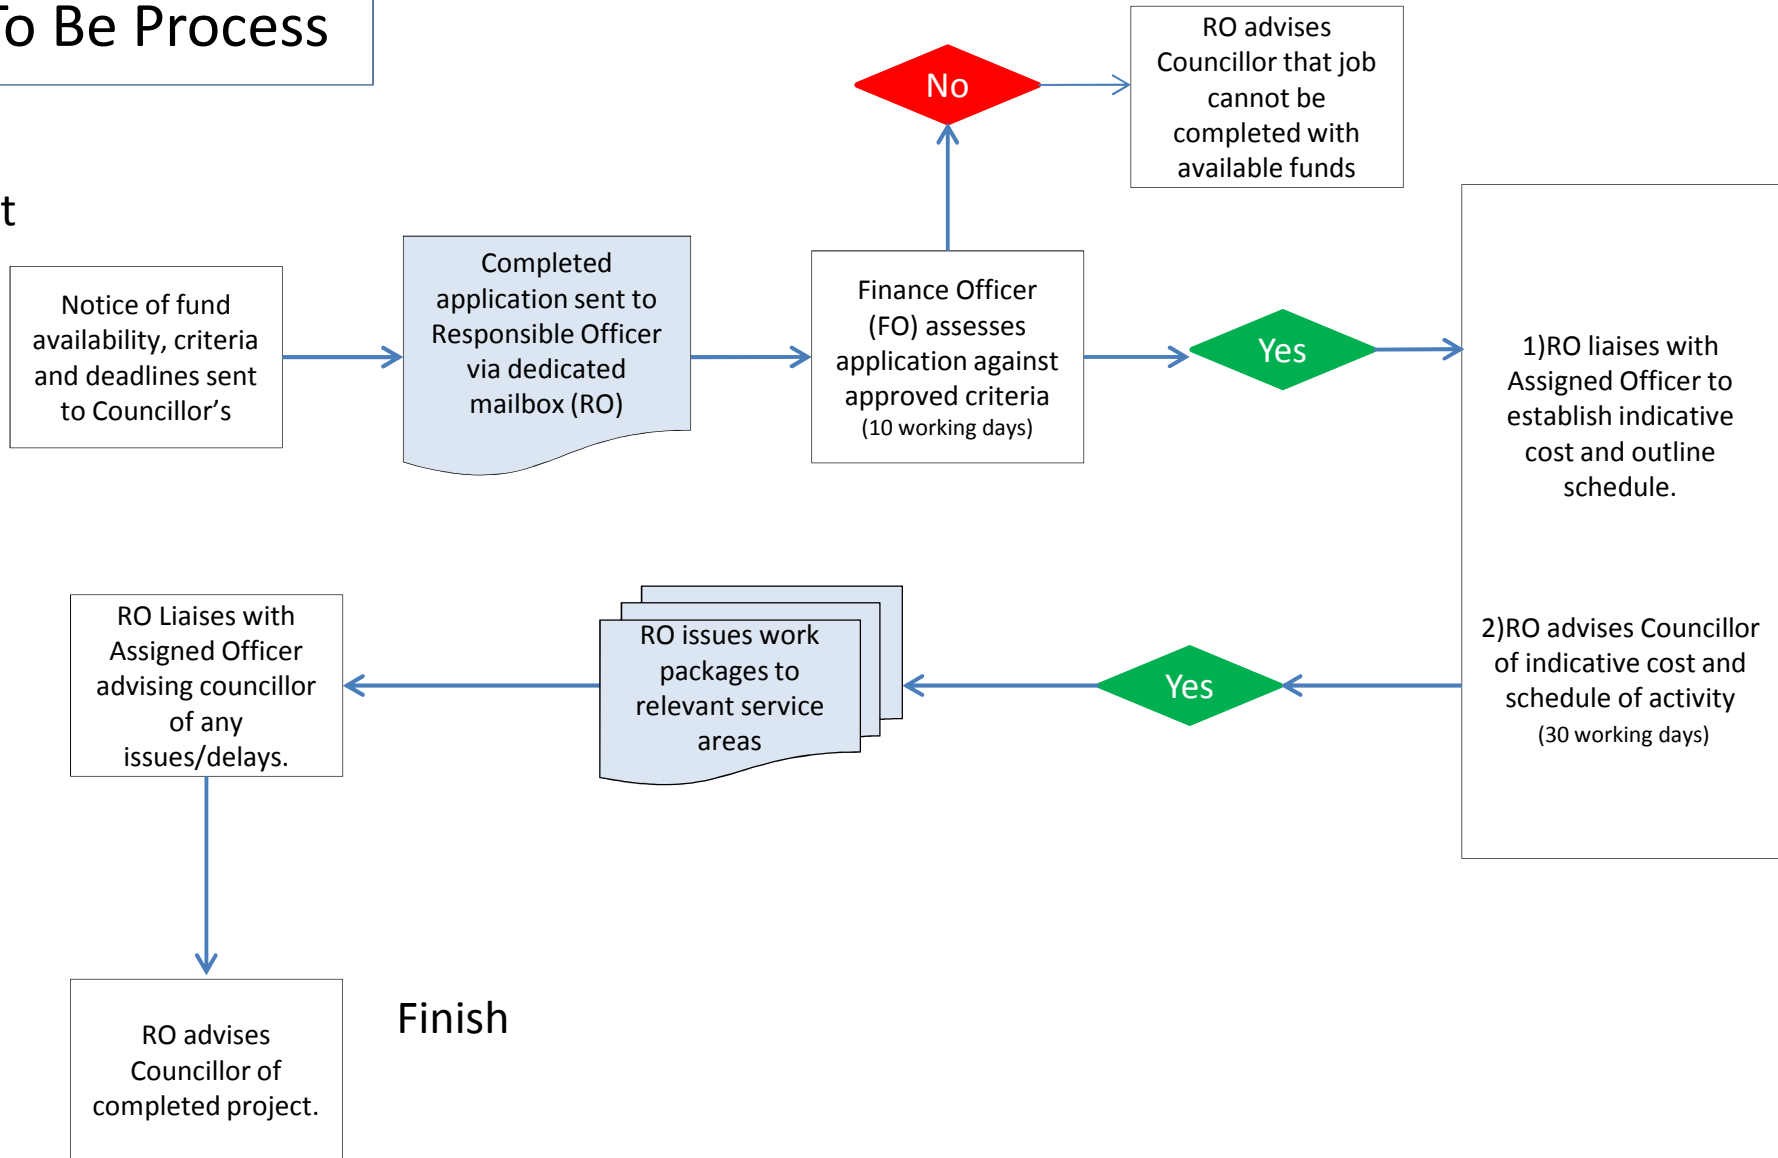 To Be Process
t
Notice of fund
availability, criteria
and deadlines sent
to Councillor’s
Completed
application sent to
Responsible Officer
via dedicated
mailbox (RO)
Finance Officer
(FO) assesses
application against
approved criteria
(10 working days)
No
RO advises
Councillor that job
cannot be
completed with
available funds
Yes
1)RO liaises with
Assigned Officer to
establish indicative
cost and outline
schedule.
2)RO advises Councillor
of indicative cost and
schedule of activity
(30 working days)
Yes
RO issues work
packages to
relevant service
areas
RO Liaises with
Assigned Officer
advising councillor
of any
issues/delays.
RO advises
Councillor of
completed project.
Finish